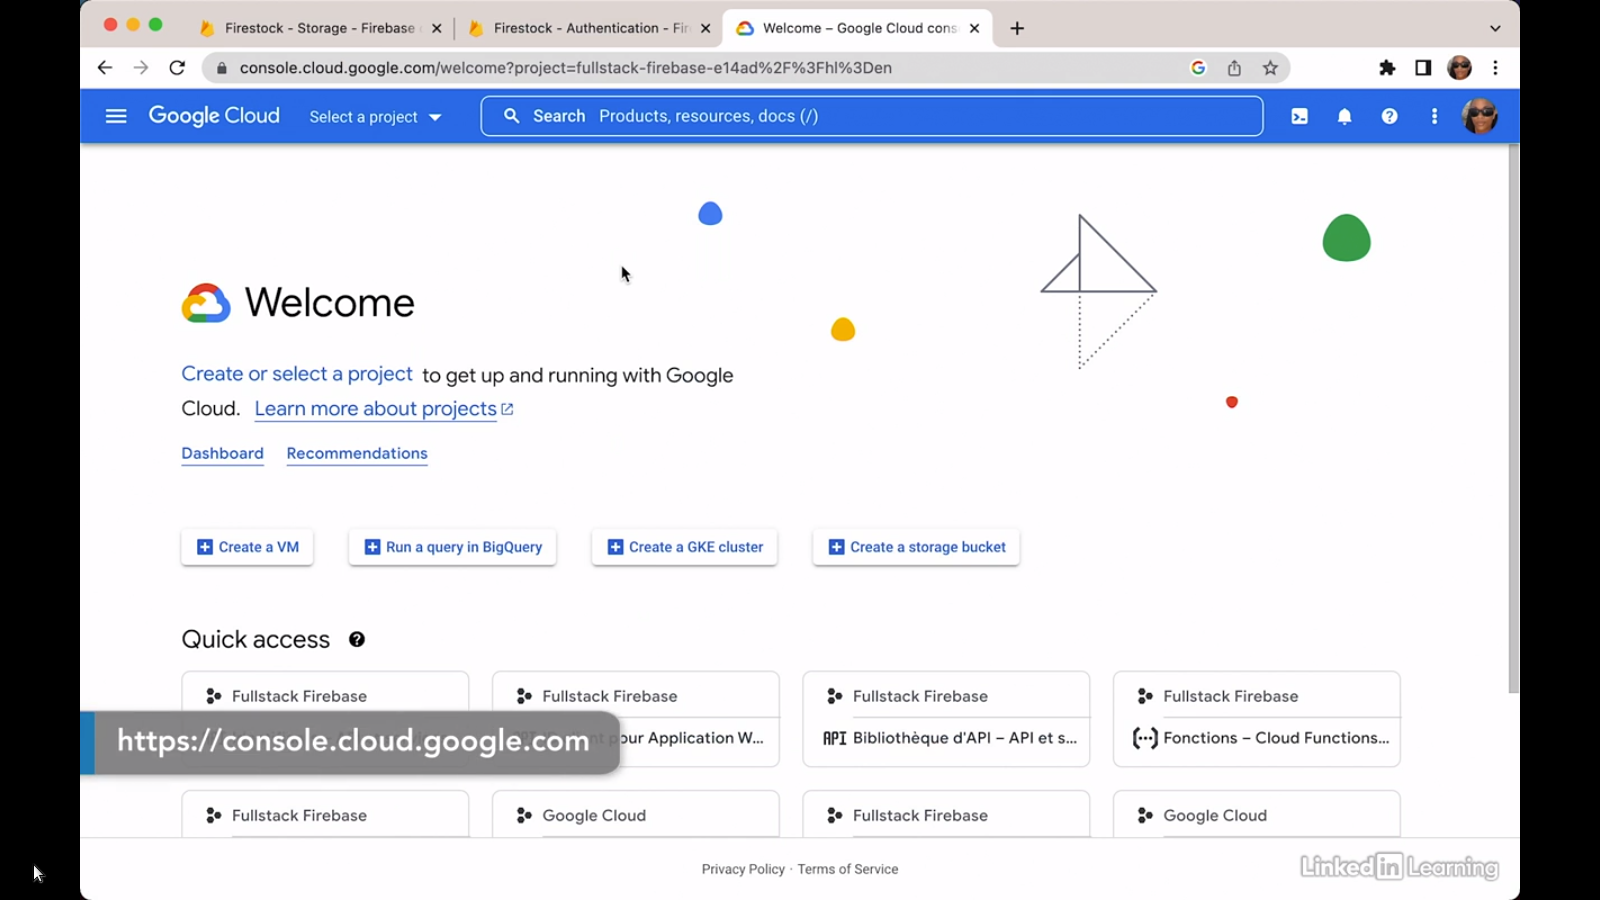 Firestock - Storage - Firebase
Firestock - Authentication - Fir
Welcome – Google Cloud cons
console.cloud.google.com/welcome?project=fullstack-firebase-e14ad%2F%3Fhl%3Den
Google Cloud
Select a project
Search Products, resources, docs (/)
Welcome
Create or select a project to get up and running with Google
Cloud. Learn more about projects
Dashboard Recommendations
Create a VM
Run a query in BigQuery
Create a GKE cluster
Create a storage bucket
Quick access
Fullstack Firebase
Fullstack Firebase
Fullstack Firebase
Fullstack Firebase
https://console.cloud.google.com
pour Application W...
API Bibliothèque d'API – API et s...
Fonctions – Cloud Functions...
Fullstack Firebase
Google Cloud
Fullstack Firebase
Google Cloud
Privacy Policy · Terms of Service
Linked in Learning